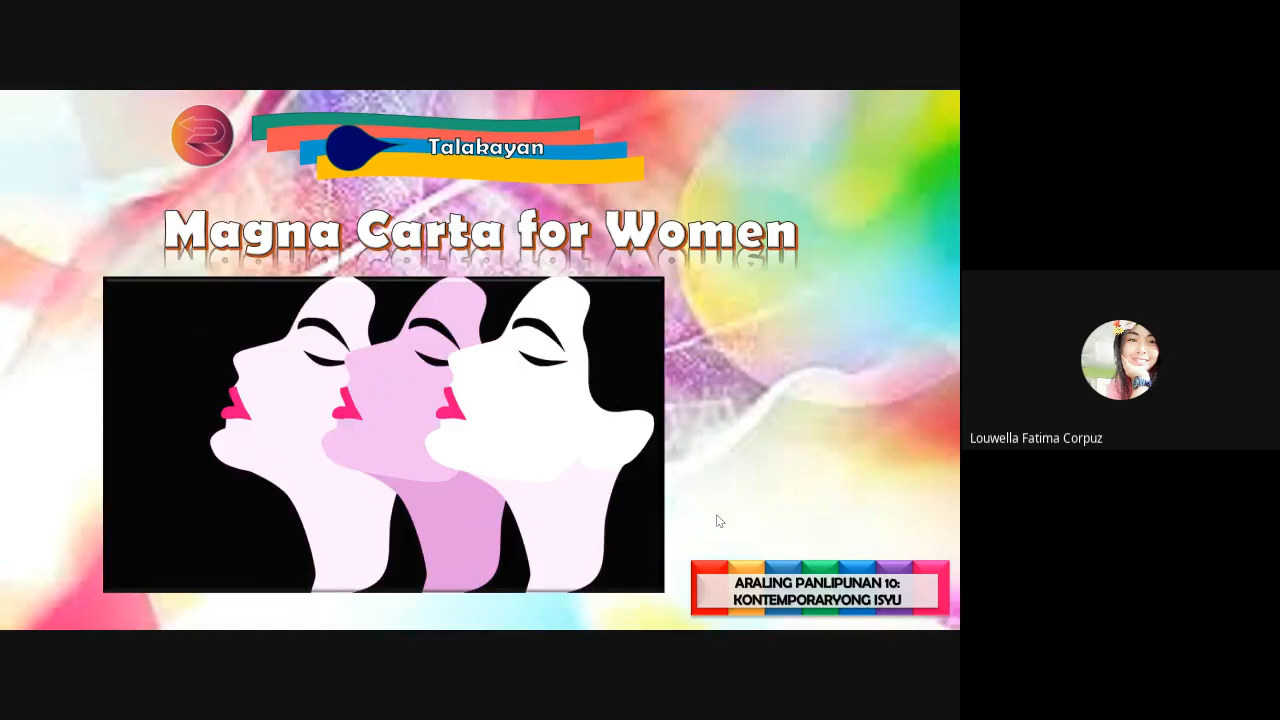 Talakayan
Magna Carta for Women
ARALING PANLIPUNAN 10:
KONTEMPORARYONG ISYU
Louwella Fatima Corpuz